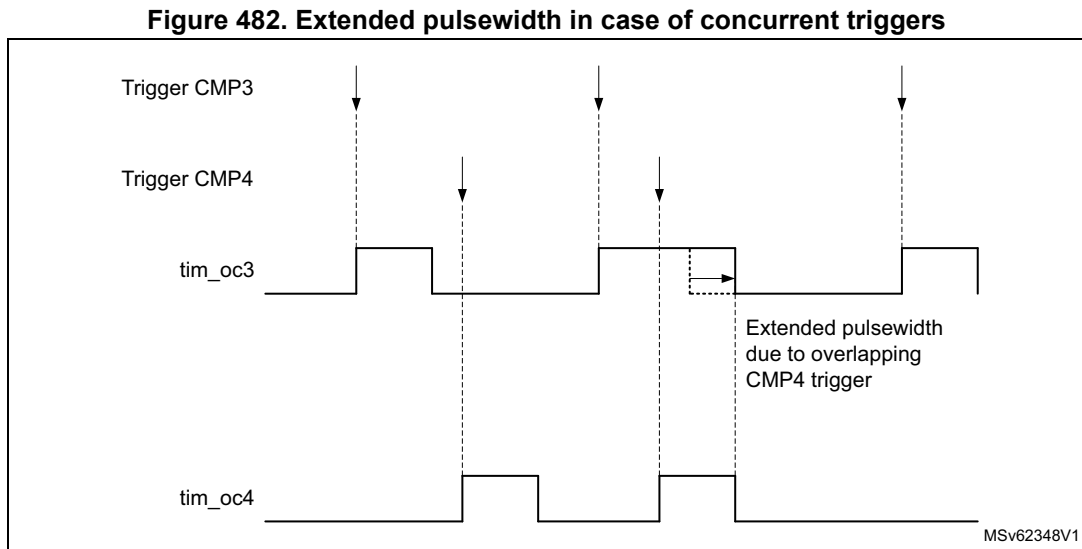 Figure 482. Extended pulsewidth in case of concurrent triggers
Trigger CMP3
Trigger CMP4
tim_oc3
Extended pulsewidth
due to overlapping
CMP4 trigger
tim_oc4
MSv62348V1